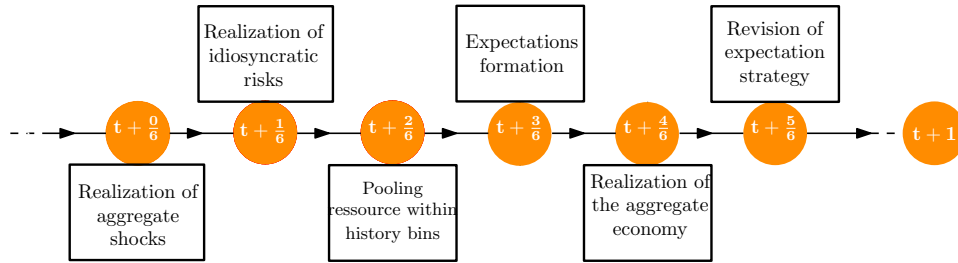 Realization of
idiosyncratic
risks
Expectations
formation
Revision of
expectation
strategy
t + 0/6
t + 1/6
t + 2/6
t + 3/6
t + 4/6
t + 5/6
t + 1
Realization of
aggregate
shocks
Pooling
ressource within
history bins
Realization of
the aggregate
economy